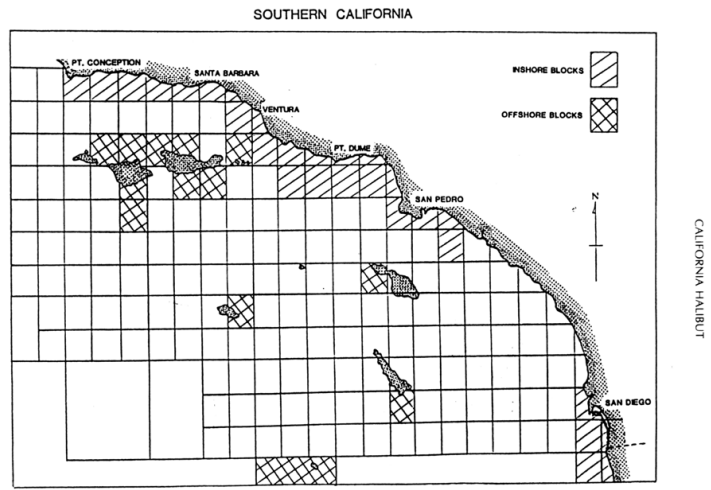 SOUTHERN CALIFORNIA
PT. CONCEPTION
SANTA BARBARA
VENTURA
PT. DUME
SAN PEDRO
SAN DIEGO
INSHORE BLOCKS
OFFSHORE BLOCKS
N
CALIFORNIA HALIBUT